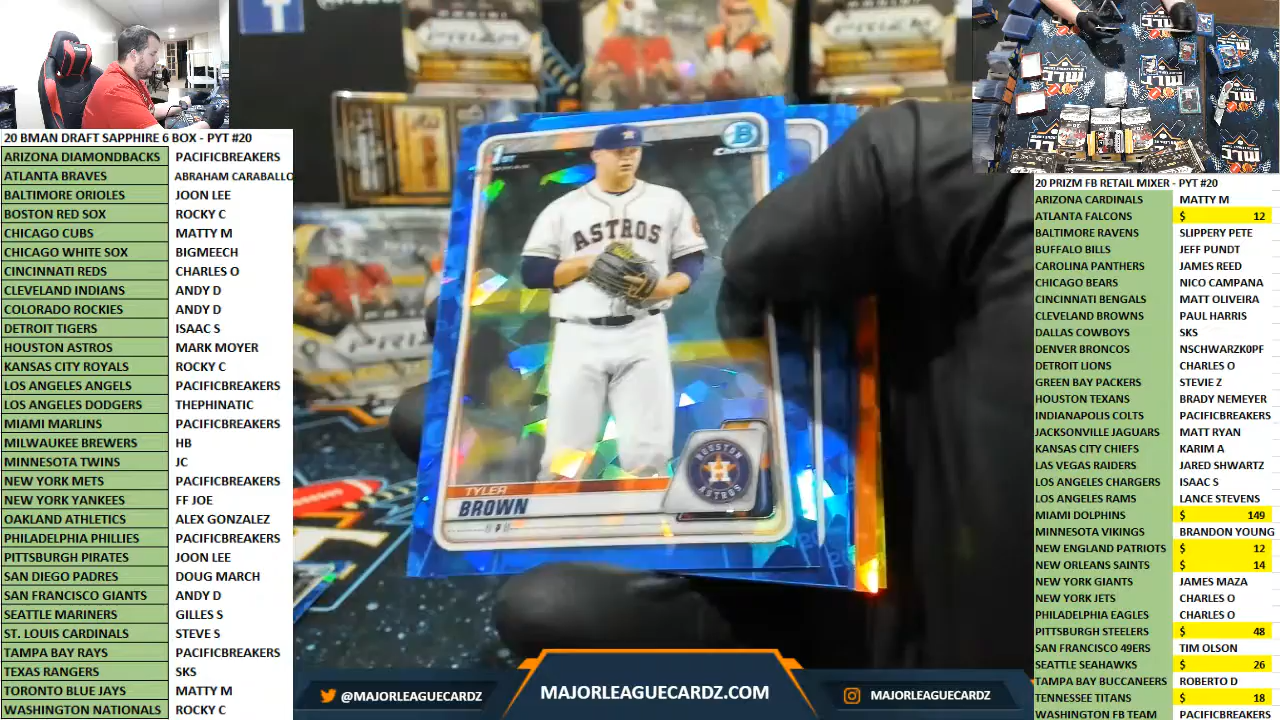 20 BMAN DRAFT SAPPHIRE 6 BOX - PYT #20
ARIZONA DIAMONDBACKS PACIFICBREAKERS
ATLANTA BRAVES ABRAHAM CARABALLO
BALTIMORE ORIOLES JOON LEE
BOSTON RED SOX ROCKY C
CHICAGO CUBS MATTY M
CHICAGO WHITE SOX BIGMEECH
CINCINNATI REDS CHARLES O
CLEVELAND INDIANS ANDY D
COLORADO ROCKIES ANDY D
DETROIT TIGERS ISAAC S
HOUSTON ASTROS MARK MOYER
KANSAS CITY ROYALS ROCKY C
LOS ANGELES ANGELS PACIFICBREAKERS
LOS ANGELES DODGERS THEPHINATIC
MIAMI MARLINS PACIFICBREAKERS
MILWAUKEE BREWERS HB
MINNESOTA TWINS JC
NEW YORK METS PACIFICBREAKERS
NEW YORK YANKEES FF JOE
OAKLAND ATHLETICS ALEX GONZALEZ
PHILADELPHIA PHILLIES PACIFICBREAKERS
PITTSBURGH PIRATES JOON LEE
SAN DIEGO PADRES DOUG MARCH
SAN FRANCISCO GIANTS ANDY D
SEATTLE MARINERS GILLES S
ST. LOUIS CARDINALS STEVE S
TAMPA BAY RAYS PACIFICBREAKERS
TEXAS RANGERS SKS
TORONTO BLUE JAYS MATTY M
WASHINGTON NATIONALS ROCKY C
PRIZM
PRIZM
1ST
B
CHROME
ASTROS
HOUSTON
H
ASTROS
TYLER
BROWN
@MAJORLEAGUECARDZ
MAJORLEAGUECARDZ.COM
MAJORLEAGUECARDZ
20 PRIZM FB RETAIL MIXER - PYT #20
ARIZONA CARDINALS MATTY M
ATLANTA FALCONS $ 12
BALTIMORE RAVENS SLIPPERY PETE
BUFFALO BILLS JEFF PUNDT
CAROLINA PANTHERS JAMES REED
CHICAGO BEARS NICO CAMPANA
CINCINNATI BENGALS MATT OLIVEIRA
CLEVELAND BROWNS PAUL HARRIS
DALLAS COWBOYS SKS
DENVER BRONCOS NSCHWARZK0PF
DETROIT LIONS CHARLES O
GREEN BAY PACKERS STEVIE Z
HOUSTON TEXANS BRADY NEMEYER
INDIANAPOLIS COLTS PACIFICBREAKERS
JACKSONVILLE JAGUARS MATT RYAN
KANSAS CITY CHIEFS KARIM A
LAS VEGAS RAIDERS JARED SHWARTZ
LOS ANGELES CHARGERS ISAAC S
LOS ANGELES RAMS LANCE STEVENS
MIAMI DOLPHINS $ 149
MINNESOTA VIKINGS BRANDON YOUNG
NEW ENGLAND PATRIOTS $ 12
NEW ORLEANS SAINTS $ 14
NEW YORK GIANTS JAMES MAZA
NEW YORK JETS CHARLES O
PHILADELPHIA EAGLES CHARLES O
PITTSBURGH STEELERS $ 48
SAN FRANCISCO 49ERS TIM OLSON
SEATTLE SEAHAWKS $ 26
TAMPA BAY BUCCANEERS ROBERTO D
TENNESSEE TITANS $ 18
WASHINGTON FB TEAM PACIFICBREAKERS